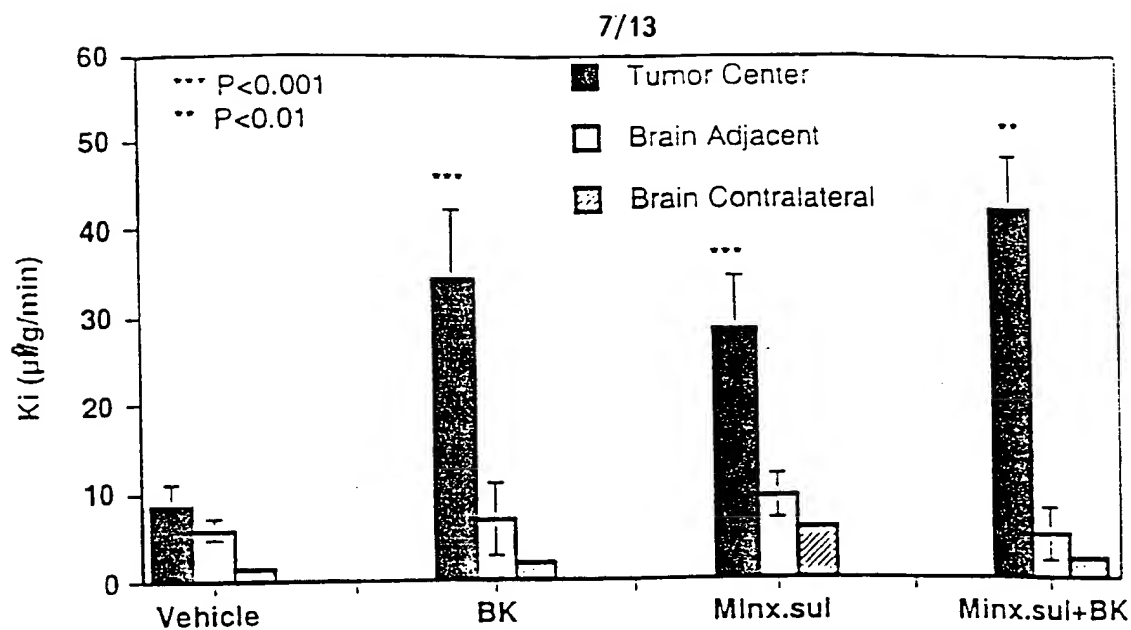 7/13
60
50
40
30
20
10
0
Ki (µl/g/min)
*** P<0.001
** P<0.01
Tumor Center
Brain Adjacent
Brain Contralateral
***
***
**
Vehicle
BK
Minx.sul
Minx.sul+BK